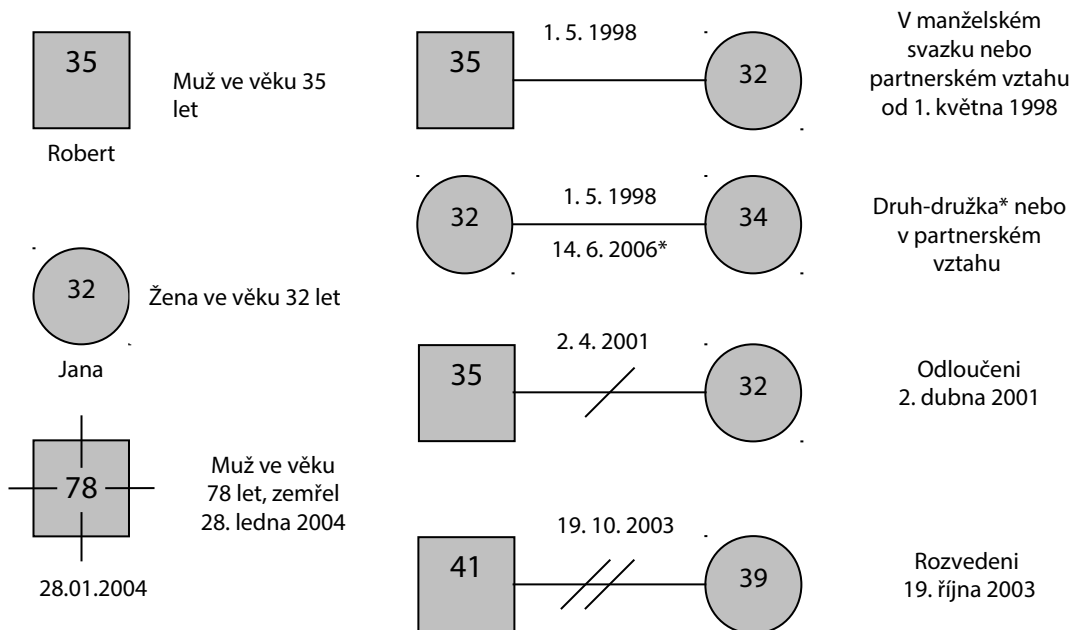 35
Muž ve věku 35
let
Robert
32
Žena ve věku 32 let
Jana
78
Muž ve věku
78 let, zemřel
28. ledna 2004
28.01.2004
1. 5. 1998
35
32
V manželském
svazku nebo
partnerském vztahu
od 1. května 1998
32
1. 5. 1998
14. 6. 2006*
34
Druh-družka* nebo
v partnerském
vztahu
2. 4. 2001
35
32
Odloučeni
2. dubna 2001
19. 10. 2003
41
39
Rozvedeni
19. října 2003